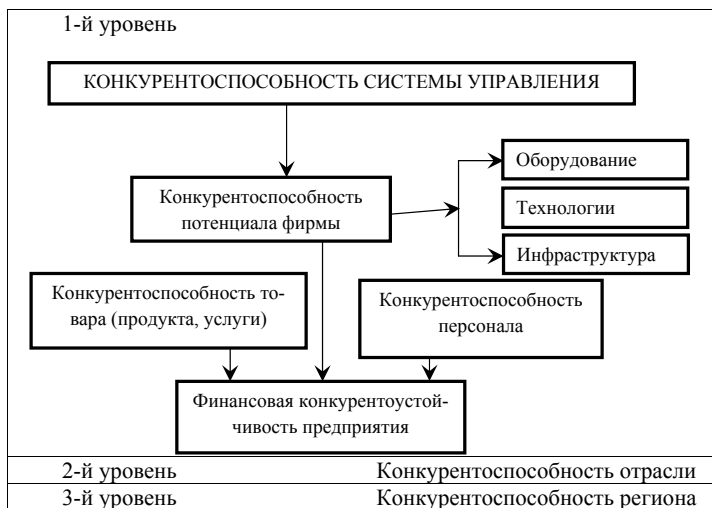 1-й уровень
КОНКУРЕНТОСПОСОБНОСТЬ СИСТЕМЫ УПРАВЛЕНИЯ
Конкурентоспособность
потенциала фирмы
Оборудование
Технологии
Инфраструктура
Конкурентоспособность то-
вара (продукта, услуги)
Конкурентоспособность
персонала
Финансовая конкурентоустой-
чивость предприятия
2-й уровень Конкурентоспособность отрасли
3-й уровень Конкурентоспособность региона